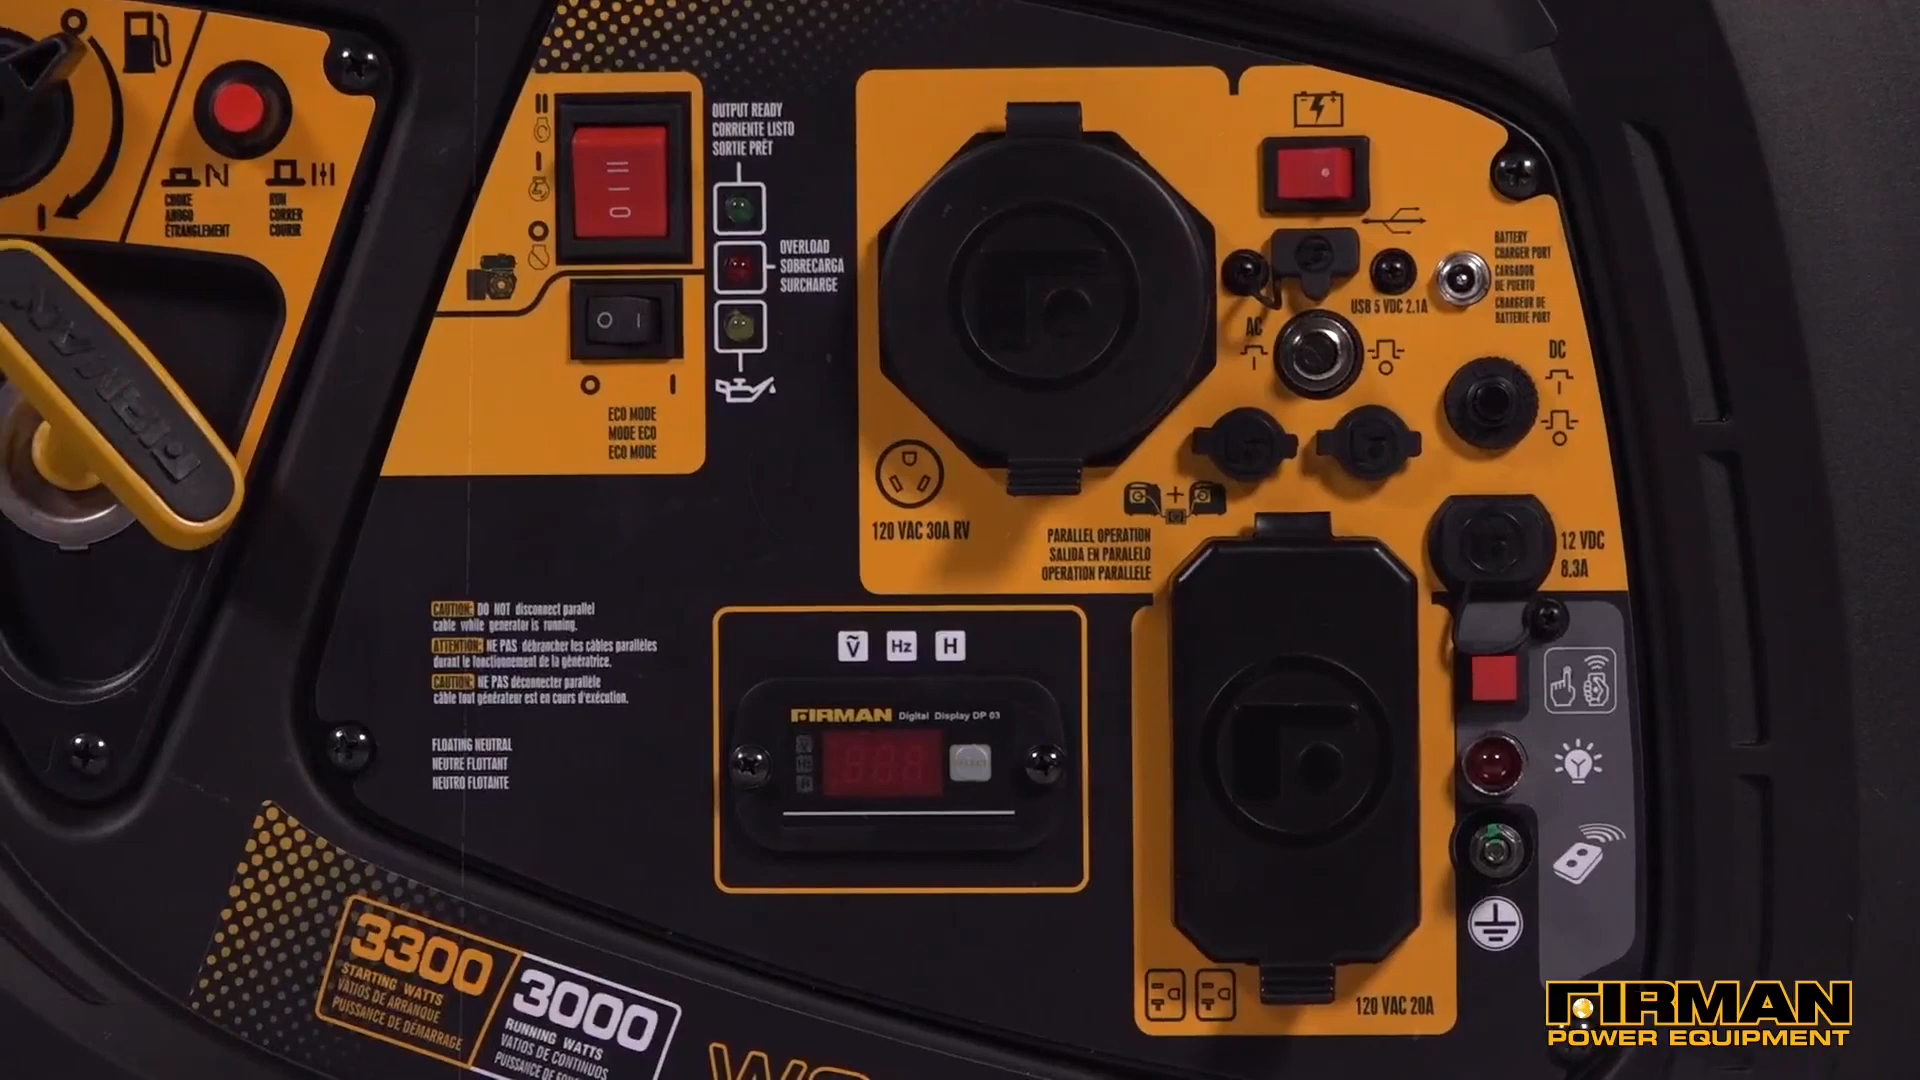 CHOKE
AHOGO
ÉTRANGLEMENT
RUN
CORRER
COURIR
FIRMAN
II
I
O
O I
O I
ECO MODE
MODE ECO
ECO MODE
OUTPUT READY
CORRIENTE LISTO
SORTIE PRÊT
OVERLOAD
SOBRECARGA
SURCHARGE
120 VAC 30A RV
PARALLEL OPERATION
SALIDA EN PARALELO
OPERATION PARALLELE
USB 5 VDC 2.1A
BATTERY
CHARGER PORT
CARGADOR
DE PUERTO
CHARGEUR DE
BATTERIE PORT
AC
DC
12 VDC
8.3A
CAUTION: DO NOT disconnect parallel
cable while generator is running.
ATTENTION: NE PAS débrancher les câbles parallèles
durant le fonctionnement de la génératrice.
CAUTION: NE PAS déconnecter parallèle
câble tout générateur est en cours d'exécution.
FLOATING NEUTRAL
NEUTRE FLOTTANT
NEUTRO FLOTANTE
V Hz H
FIRMAN Digital Display DP 03
120 VAC 20A
3300
STARTING WATTS
VATIOS DE ARRANQUE
PUISSANCE DE DÉMARRAGE
3000
RUNNING WATTS
VATIOS DE CONTINUOS
FIRMAN
POWER EQUIPMENT